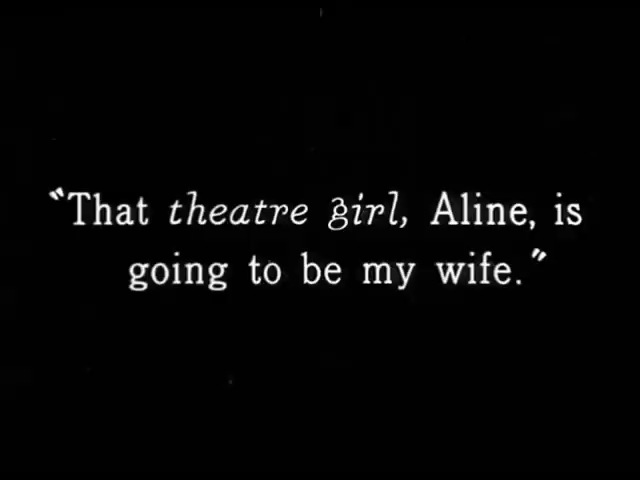 "That theatre girl, Aline, is
going to be my wife."